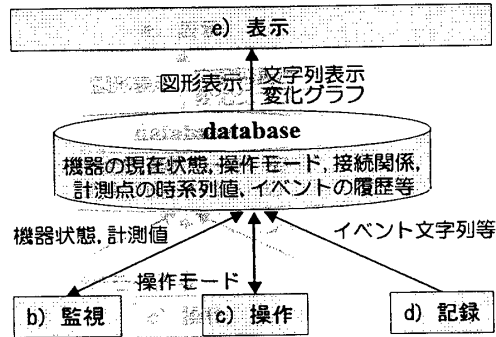 e) 表示
図形表示
文字列表示
変化グラフ
database
機器の現在状態, 操作モード, 接続関係,
計測点の時系列値, イベントの履歴等
機器状態, 計測値
イベント文字列等
操作モード
b) 監視
c) 操作
d) 記録